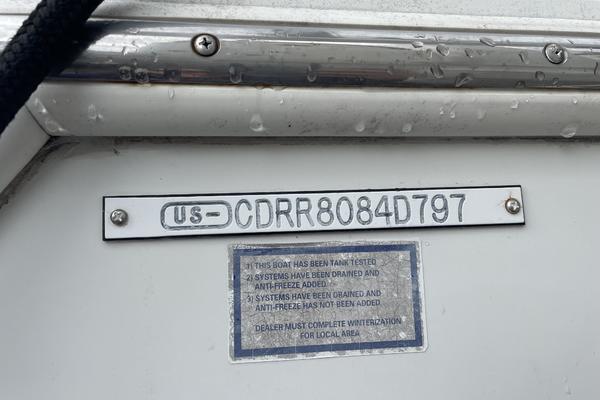 US-CDRR8084D797
1) THIS BOAT HAS BEEN TANK TESTED
2) SYSTEMS HAVE BEEN DRAINED AND
ANTI-FREEZE ADDED
3) SYSTEMS HAVE BEEN DRAINED AND
ANTI-FREEZE HAS NOT BEEN ADDED
DEALER MUST COMPLETE WINTERIZATION
FOR LOCAL AREA